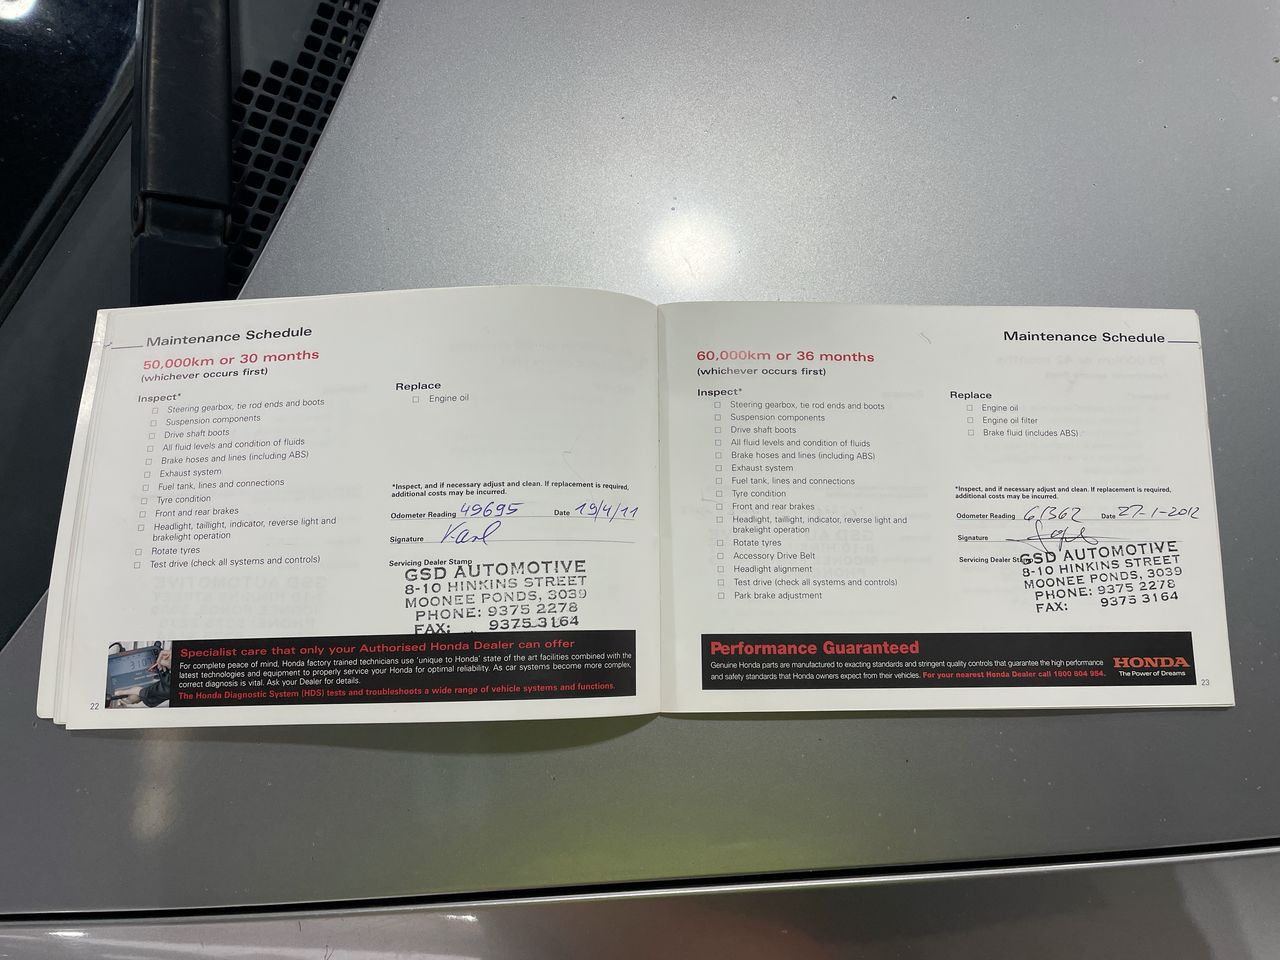 Maintenance Schedule
50,000km or 30 months
(whichever occurs first)
Inspect*
Steering gearbox, tie rod ends and boots
Suspension components
Drive shaft boots
All fluid levels and condition of fluids
Brake hoses and lines (including ABS)
Exhaust system
Fuel tank, lines and connections
Tyre condition
Front and rear brakes
Headlight, taillight, indicator, reverse light and
brakelight operation
Rotate tyres
Test drive (check all systems and controls)
Replace
Engine oil
*Inspect, and if necessary adjust and clean. If replacement is required,
additional costs may be incurred.
Odometer Reading 49695 Date 19/4/11
Signature Karl
Servicing Dealer Stamp
GSD AUTOMOTIVE
8-10 HINKINS STREET
MOONEE PONDS, 3039
PHONE: 9375 2278
FAX: 9375 3164
Specialist care that only your Authorised Honda Dealer can offer
For complete peace of mind, Honda factory trained technicians use 'unique to Honda' state of the art facilities combined with the
latest technologies and equipment to properly service your Honda for optimal reliability. As car systems become more complex,
correct diagnosis is vital. Ask your Dealer for details.
The Honda Diagnostic System (HDS) tests and troubleshoots a wide range of vehicle systems and functions.
22
Maintenance Schedule
60,000km or 36 months
(whichever occurs first)
Inspect*
Steering gearbox, tie rod ends and boots
Suspension components
Drive shaft boots
All fluid levels and condition of fluids
Brake hoses and lines (including ABS)
Exhaust system
Fuel tank, lines and connections
Tyre condition
Front and rear brakes
Headlight, taillight, indicator, reverse light and
brakelight operation
Rotate tyres
Accessory Drive Belt
Headlight alignment
Test drive (check all systems and controls)
Park brake adjustment
Replace
Engine oil
Engine oil filter
Brake fluid (includes ABS)
*Inspect, and if necessary adjust and clean. If replacement is required,
additional costs may be incurred.
Odometer Reading 61362 Date 27-1-2012
Signature
Servicing Dealer Stamp
GSD AUTOMOTIVE
8-10 HINKINS STREET
MOONEE PONDS, 3039
PHONE: 9375 2278
FAX: 9375 3164
Performance Guaranteed
Genuine Honda parts are manufactured to exacting standards and stringent quality controls that guarantee the high performance
and safety standards that Honda owners expect from their vehicles. For your nearest Honda Dealer call 1800 804 954.
HONDA
The Power of Dreams
23